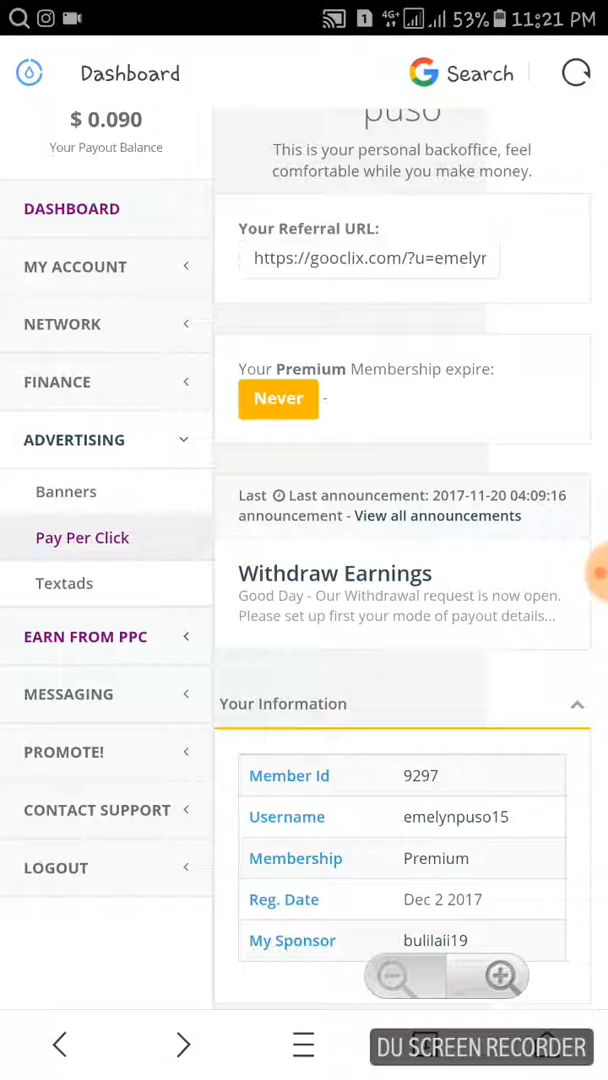 1 4G+ 53% 11:21 PM
Dashboard
Search
$ 0.090
Your Payout Balance
DASHBOARD
MY ACCOUNT
NETWORK
FINANCE
ADVERTISING
Banners
Pay Per Click
Textads
EARN FROM PPC
MESSAGING
PROMOTE!
CONTACT SUPPORT
LOGOUT
puso
This is your personal backoffice, feel
comfortable while you make money.
Your Referral URL:
https://gooclix.com/?u=emelyr
Your Premium Membership expire:
Never -
Last Last announcement: 2017-11-20 04:09:16
announcement - View all announcements
Withdraw Earnings
Good Day - Our Withdrawal request is now open.
Please set up first your mode of payout details...
Your Information
Member Id 9297
Username emelynpuso15
Membership Premium
Reg. Date Dec 2 2017
My Sponsor bulilaii19
DU SCREEN RECORDER